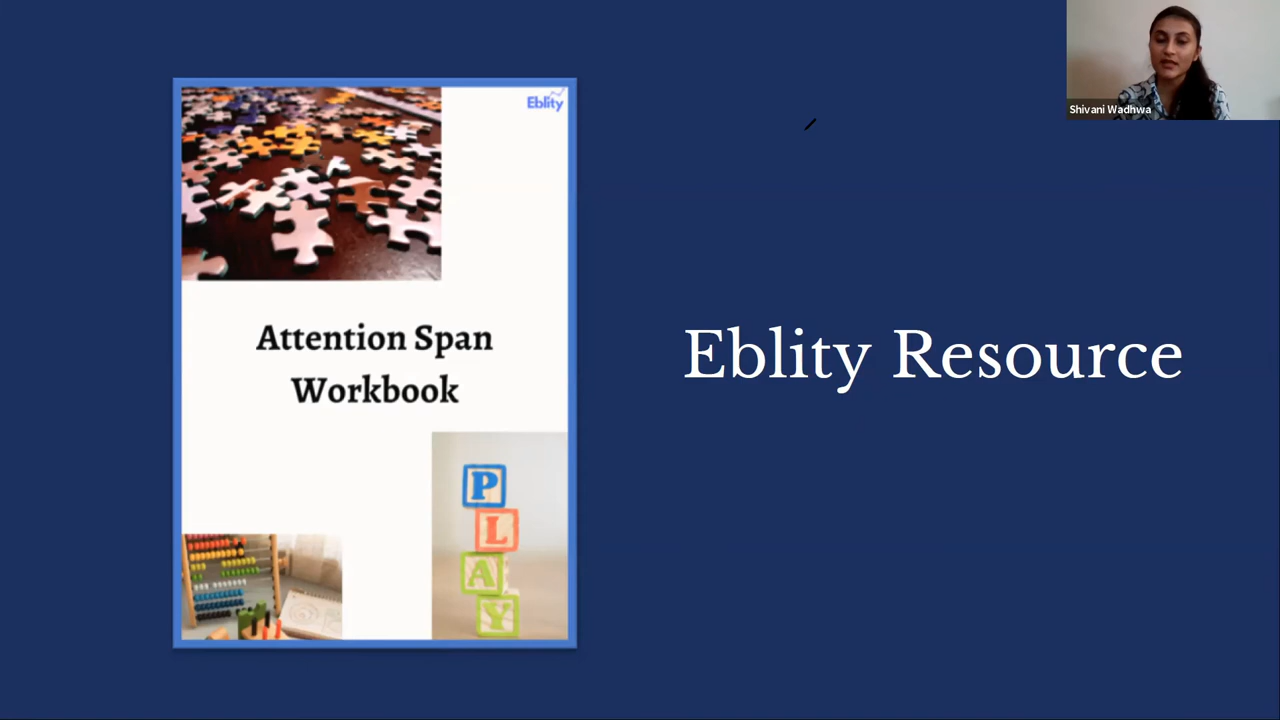 Eblity
Attention Span
Workbook
P
L
A
Y
Eblity Resource
Shivani Wadhwa